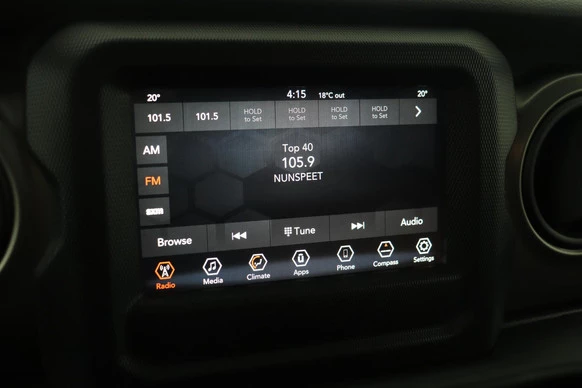 20° 4:15 18°C out 20°
101.5 101.5 HOLD to Set HOLD to Set HOLD to Set HOLD to Set
AM
Top 40
FM 105.9
NUNSPEET
SXM
Browse Tune Audio
Radio Media Climate Apps Phone Compass Settings